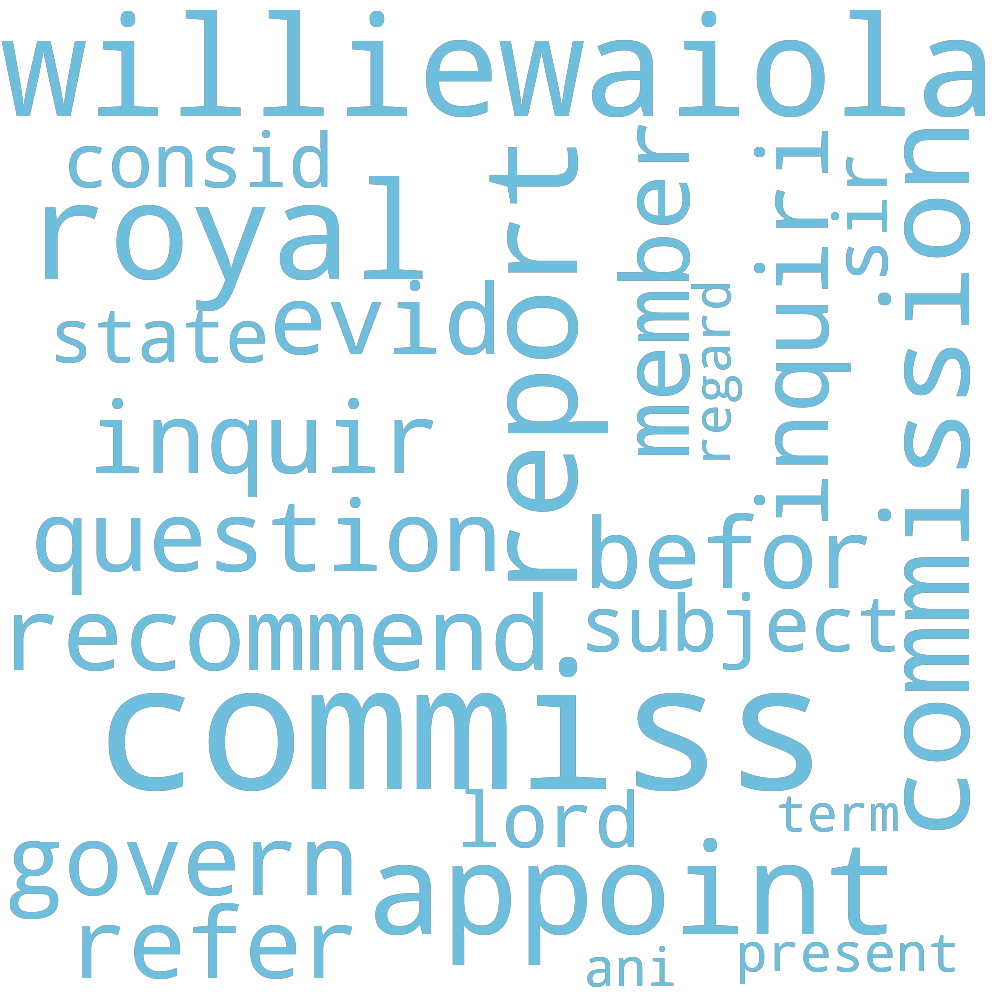 williewaiola
consid
royal
report
member
inquiri
sir
commission
state
evid
regard
inquir
question
befor
recommend
subject
commiss
lord
term
govern
appoint
refer
ani
present